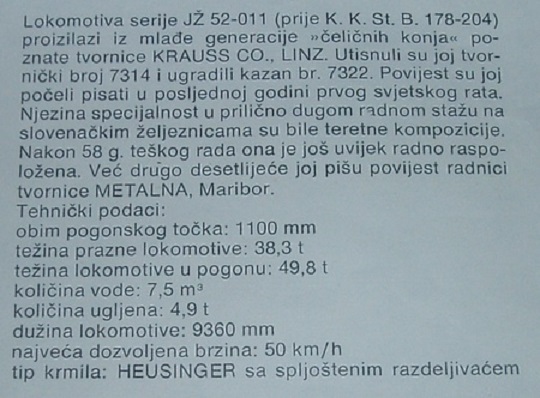 Lokomotiva serije JŽ 52-011 (prije K. K. St. B. 178-204)
proizilazi iz mlađe generacije »čeličnih konja« po-
znate tvornice KRAUSS CO., LINZ. Utisnuli su joj tvor-
nički broj 7314 i ugradili kazan br. 7322. Povijest su joj
počeli pisati u posljednoj godini prvog svjetskog rata.
Njezina specijalnost u prilično dugom radnom stažu na
slovenačkim željeznicama su bile teretne kompozicije.
Nakon 58 g. teškog rada ona je još uvijek radno raspo-
ložena. Već drugo desetlijeće joj pišu povijest radnici
tvornice METALNA, Maribor.
Tehnički podaci:
obim pogonskog točka: 1100 mm
težina prazne lokomotive: 38,3 t
težina lokomotive u pogonu: 49,8 t
količina vode: 7,5 m³
količina ugljena: 4,9 t
dužina lokomotive: 9360 mm
najveća dozvoljena brzina: 50 km/h
tip krmila: HEUSINGER sa spljoštenim razdeljivaćem